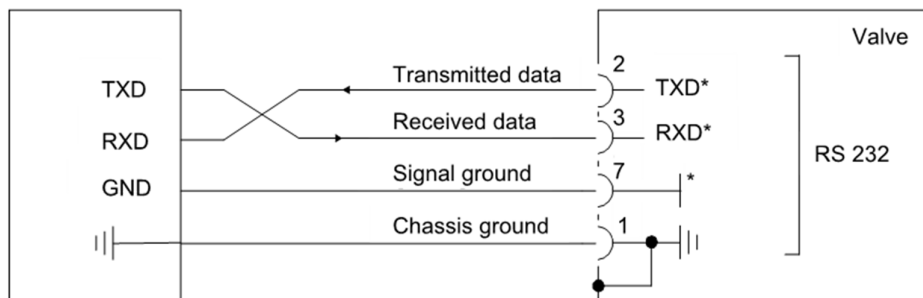 Valve
TXD
Transmitted data
2
TXD*
RXD
Received data
3
RXD*
RS 232
GND
Signal ground
7
*
Chassis ground
1